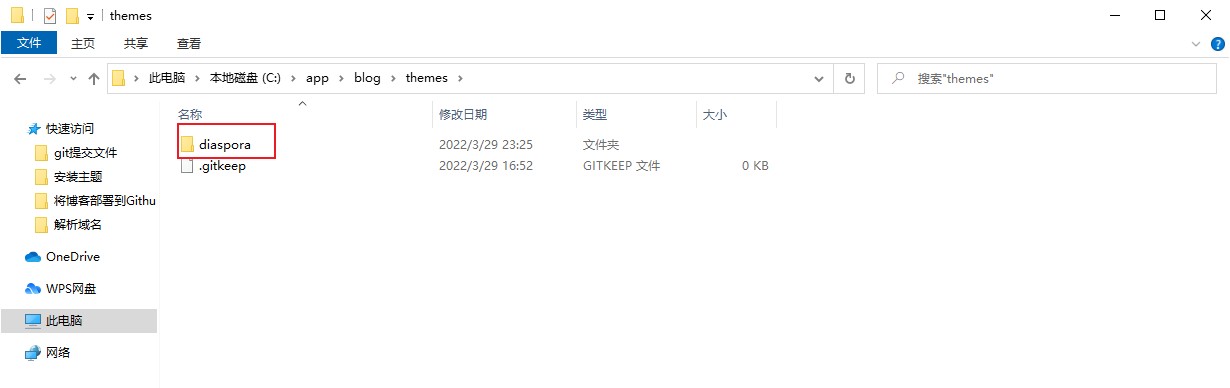 themes
文件 主页 共享 查看
此电脑 本地磁盘 (C:) app blog themes 搜索"themes"
名称 修改日期 类型 大小
快速访问
git提交文件
安装主题
将博客部署到Githu
解析域名
OneDrive
WPS网盘
此电脑
网络
diaspora 2022/3/29 23:25 文件夹
.gitkeep 2022/3/29 16:52 GITKEEP 文件 0 KB